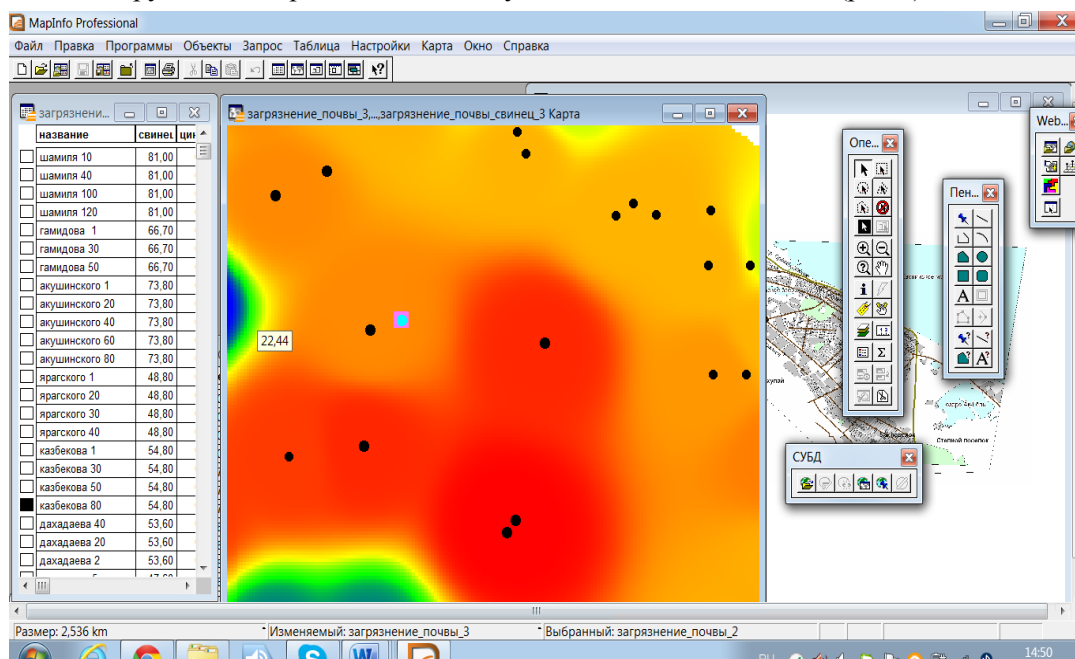 MapInfo Professional
Файл Правка Программы Объекты Запрос Таблица Настройки Карта Окно Справка
загрязнени...
загрязнение_почвы_3,...,загрязнение_почвы_свинец_3 Карта
Web...
Опе...
Пен...
название свинец цин
шамиля 10 81,00
шамиля 40 81,00
шамиля 100 81,00
шамиля 120 81,00
гамидова 1 66,70
гамидова 30 66,70
гамидова 50 66,70
акушинского 1 73,80
акушинского 20 73,80
акушинского 40 73,80
акушинского 60 73,80
акушинского 80 73,80
ярагского 1 48,80
ярагского 20 48,80
ярагского 30 48,80
ярагского 40 48,80
казбекова 1 54,80
казбекова 30 54,80
казбекова 50 54,80
казбекова 80 54,80
дахадаева 40 53,60
дахадаева 20 53,60
дахадаева 2 53,60
22,44
Степной поселок
СУБД
Размер: 2,536 km
Изменяемый: загрязнение_почвы_3
Выбранный: загрязнение_почвы_2
14:50